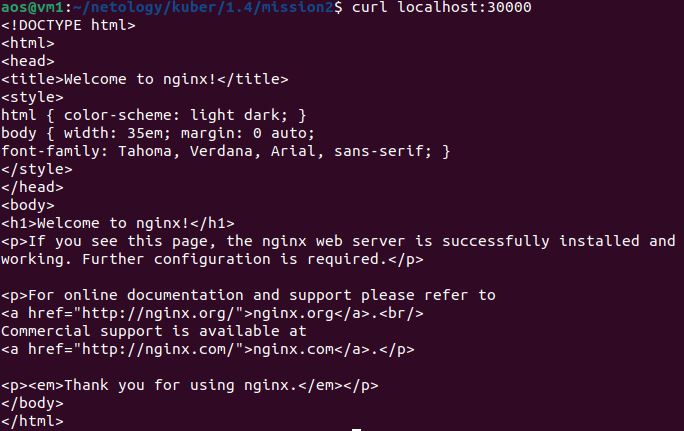 aos@vm1:~/netology/kuber/1.4/mission2$ curl localhost:30000
<!DOCTYPE html>
<html>
<head>
<title>Welcome to nginx!</title>
<style>
html { color-scheme: light dark; }
body { width: 35em; margin: 0 auto;
font-family: Tahoma, Verdana, Arial, sans-serif; }
</style>
</head>
<body>
<h1>Welcome to nginx!</h1>
<p>If you see this page, the nginx web server is successfully installed and
working. Further configuration is required.</p>

<p>For online documentation and support please refer to
<a href="http://nginx.org/">nginx.org</a>.<br/>
Commercial support is available at
<a href="http://nginx.com/">nginx.com</a>.</p>

<p><em>Thank you for using nginx.</em></p>
</body>
</html>